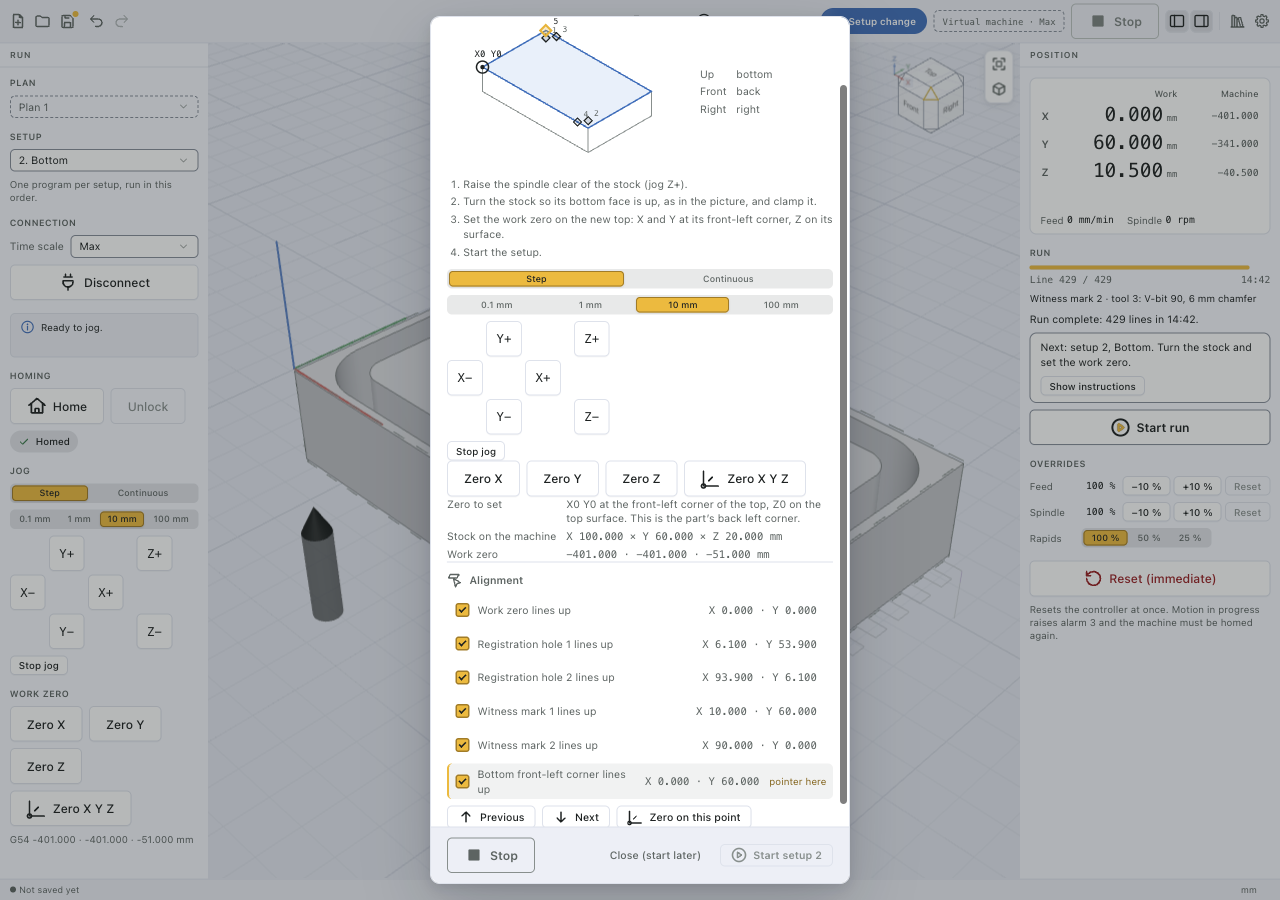 Setup change
Virtual machine · Max
Stop
RUN
PLAN
Plan 1
SETUP
2. Bottom
One program per setup, run in this
order.
CONNECTION
Time scale Max
Disconnect
Ready to jog.
HOMING
Home Unlock
Homed
JOG
Step Continuous
0.1 mm 1 mm 10 mm 100 mm
Y+ Z+
X− X+
Y− Z−
Stop jog
WORK ZERO
Zero X Zero Y
Zero Z
Zero X Y Z
G54 −401.000 · −401.000 · −51.000 mm
Not saved yet
5
3
X0 Y0
4 2
Up bottom
Front back
Right right
1. Raise the spindle clear of the stock (jog Z+).
2. Turn the stock so its bottom face is up, as in the picture, and clamp it.
3. Set the work zero on the new top: X and Y at its front-left corner, Z on its
surface.
4. Start the setup.
Step Continuous
0.1 mm 1 mm 10 mm 100 mm
Y+ Z+
X− X+
Y− Z−
Stop jog
Zero X Zero Y Zero Z Zero X Y Z
Zero to set X0 Y0 at the front-left corner of the top, Z0 on the
top surface. This is the part's back left corner.
Stock on the machine X 100.000 × Y 60.000 × Z 20.000 mm
Work zero −401.000 · −401.000 · −51.000 mm
Alignment
Work zero lines up X 0.000 · Y 0.000
Registration hole 1 lines up X 6.100 · Y 53.900
Registration hole 2 lines up X 93.900 · Y 6.100
Witness mark 1 lines up X 10.000 · Y 60.000
Witness mark 2 lines up X 90.000 · Y 0.000
Bottom front-left corner lines
up X 0.000 · Y 60.000 pointer here
Previous Next Zero on this point
Stop Close (start later) Start setup 2
Top
Front Right
POSITION
Work Machine
X 0.000 mm −401.000
Y 60.000 mm −341.000
Z 10.500 mm −40.500
Feed 0 mm/min Spindle 0 rpm
RUN
Line 429 / 429 14:42
Witness mark 2 · tool 3: V-bit 90, 6 mm chamfer
Run complete: 429 lines in 14:42.
Next: setup 2, Bottom. Turn the stock and
set the work zero.
Show instructions
Start run
OVERRIDES
Feed 100 % −10 % +10 % Reset
Spindle 100 % −10 % +10 % Reset
Rapids 100 % 50 % 25 %
Reset (immediate)
Resets the controller at once. Motion in progress
raises alarm 3 and the machine must be homed
again.
mm